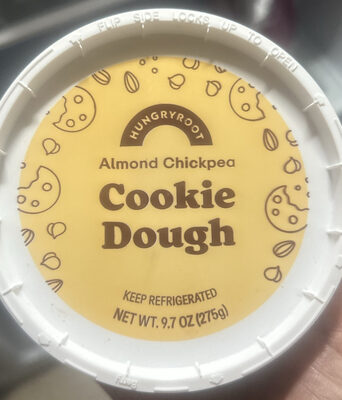 FLIP SIDE LOCKS UP TO OPEN
HUNGRYROOT
Almond Chickpea
Cookie
Dough
KEEP REFRIGERATED
NET WT. 9.7 OZ (275g)